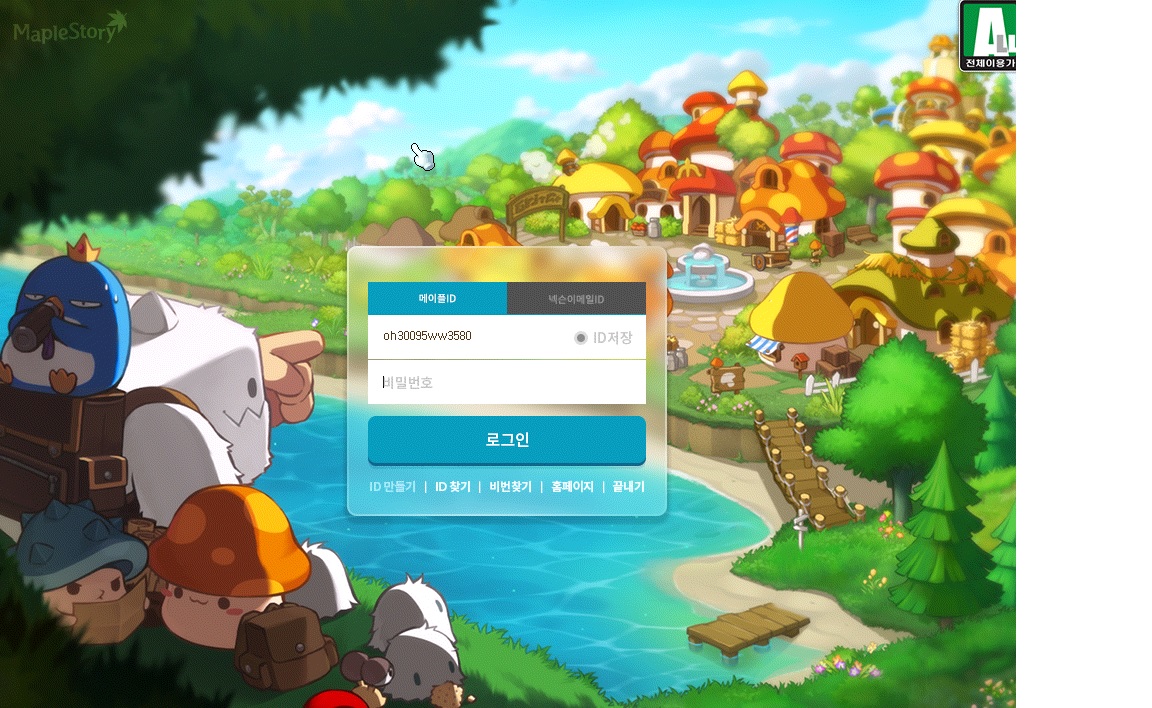 MapleStory
전체이용가
메이플ID 넥슨이메일ID
oh30095ww3580 ID저장
비밀번호
로그인
ID 만들기 | ID 찾기 | 비번찾기 | 홈페이지 | 끝내기